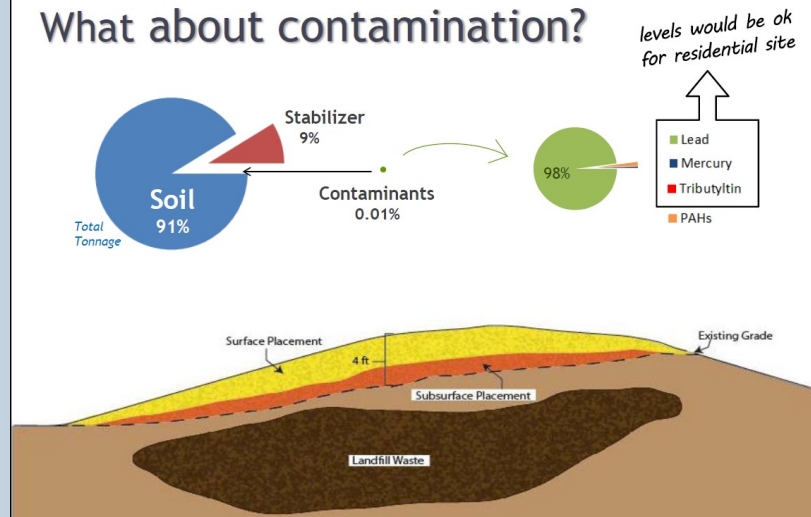 What about contamination?
levels would be ok
for residential site
Stabilizer
9%
Soil
91%
Total
Tonnage
Contaminants
0.01%
98%
Lead
Mercury
Tributyltin
PAHs
Surface Placement
4 ft
Existing Grade
Subsurface Placement
Landfill Waste